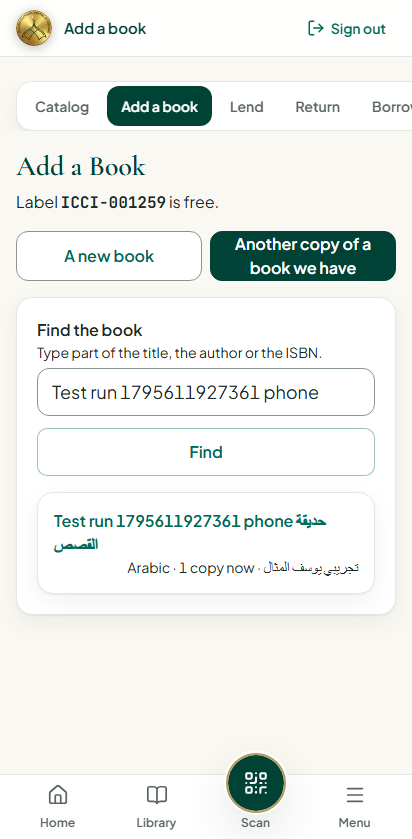 Add a book
Sign out
Catalog
Add a book
Lend
Return
Add a Book
Label ICCI-001259 is free.
A new book
Another copy of a
book we have
Find the book
Type part of the title, the author or the ISBN.
Test run 1795611927361 phone
Find
Test run 1795611927361 phone حديقة
القصص
تجريبي يوسف المثال · Arabic · 1 copy now
Home
Library
Scan
Menu